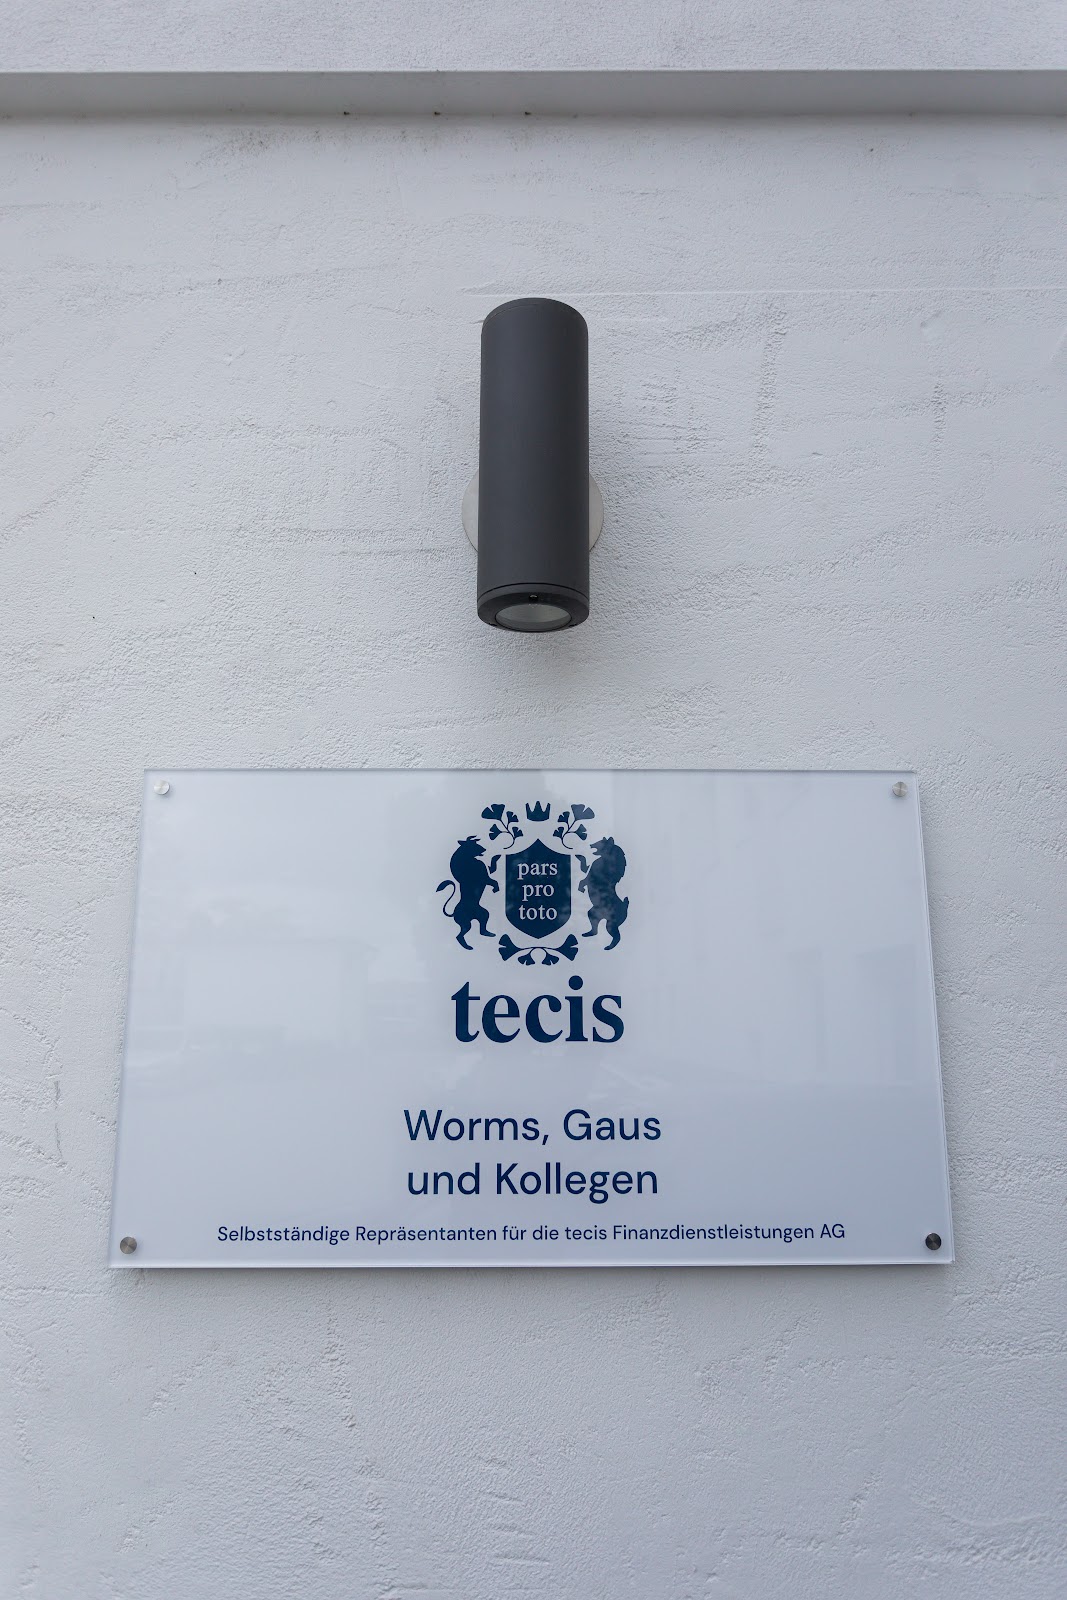 pars
pro
toto
tecis
Worms, Gaus
und Kollegen
Selbstständige Repräsentanten für die tecis Finanzdienstleistungen AG